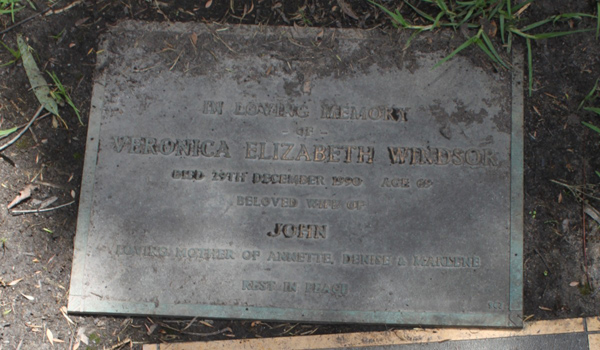 IN LOVING MEMORY
- OF -
VERONICA ELIZABETH WINDSOR
DIED DECEMBER
BELOVED WIFE OF
JOHN
LOVING MOTHER OF ANNETTE, DENISE & MARLENE
REST IN PEACE